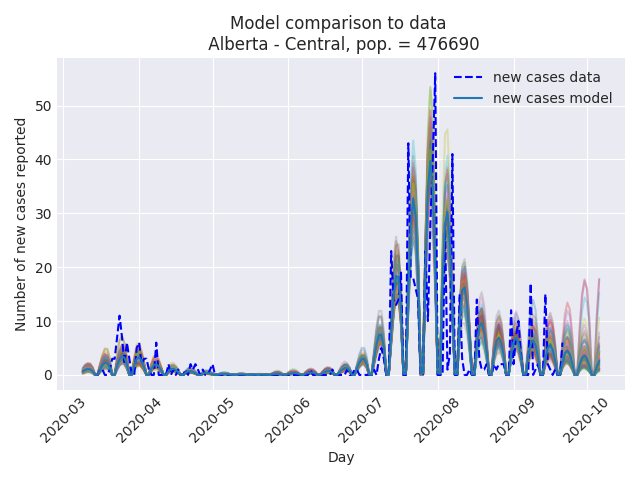 Model comparison to data
Alberta - Central, pop. = 476690
new cases data
new cases model
Number of new cases reported
50
40
30
20
10
0
2020-03
2020-04
2020-05
2020-06
2020-07
2020-08
2020-09
2020-10
Day